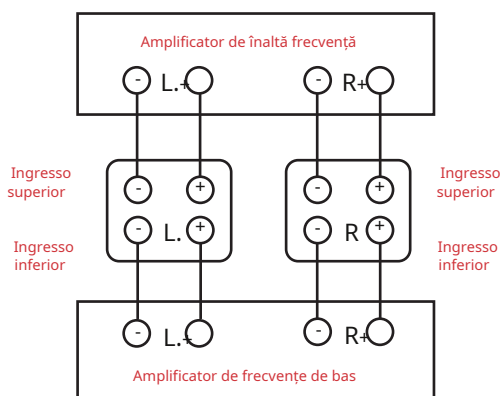 Amplificator de înaltă frecvență
- L.+ - R+
Ingresso superior
- + - +
Ingresso superior
Ingresso inferior
- L. + - R +
Ingresso inferior
- L.+ - R+
Amplificator de frecvențe de bas